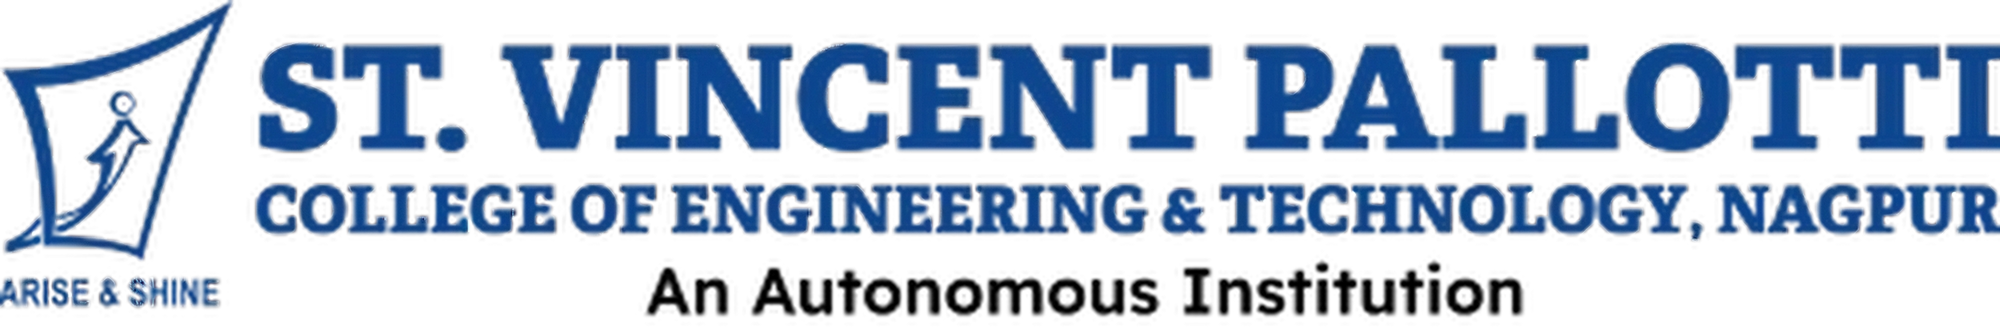 ST. VINCENT PALLOTTI
COLLEGE OF ENGINEERING & TECHNOLOGY, NAGPUR
An Autonomous Institution
ARISE & SHINE